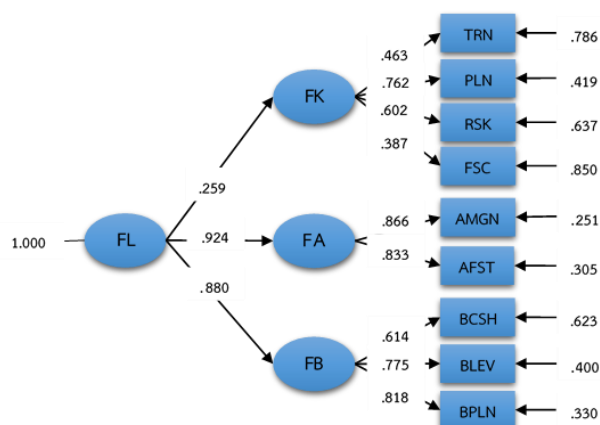 TRN
.786
.463
FK
.762
PLN
.419
.602
RSK
.637
.387
FSC
.850
.259
1.000
FL
.924
FA
.866
AMGN
.251
.833
AFST
.305
.880
FB
.614
BCSH
.623
.775
BLEV
.400
.818
BPLN
.330